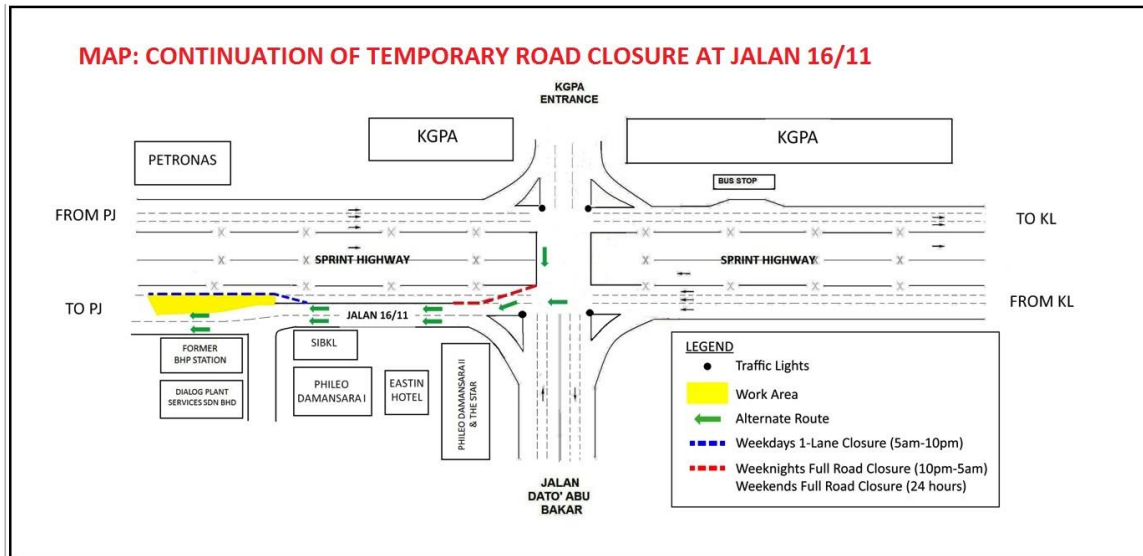 MAP: CONTINUATION OF TEMPORARY ROAD CLOSURE AT JALAN 16/11
KGPA
ENTRANCE
KGPA
KGPA
PETRONAS
BUS STOP
FROM PJ
TO KL
SPRINT HIGHWAY
SPRINT HIGHWAY
TO PJ
FROM KL
JALAN 16/11
FORMER
BHP STATION
SIBKL
DIALOG PLANT
SERVICES SDN BHD
PHILEO
DAMANSARA I
EASTIN
HOTEL
PHILEO DAMANSARA II
& THE STAR
JALAN
DATO' ABU
BAKAR
LEGEND
Traffic Lights
Work Area
Alternate Route
Weekdays 1-Lane Closure (5am-10pm)
Weeknights Full Road Closure (10pm-5am)
Weekends Full Road Closure (24 hours)